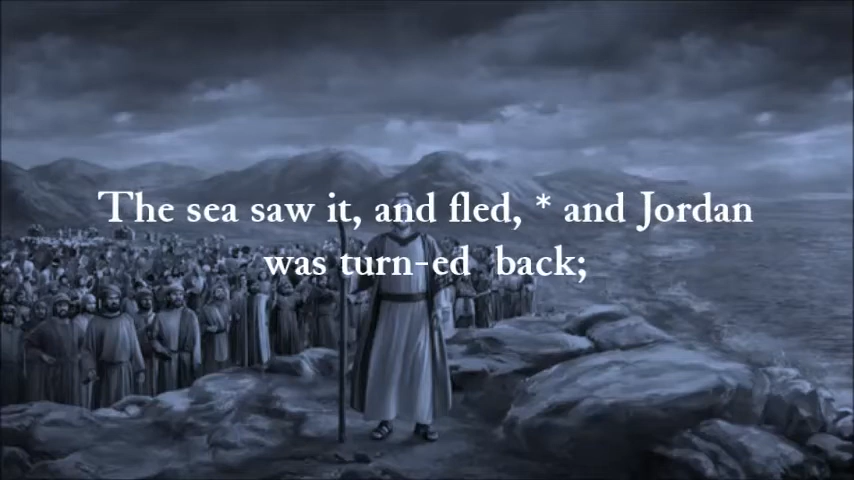 The sea saw it, and fled, * and Jordan
was turn-ed back;